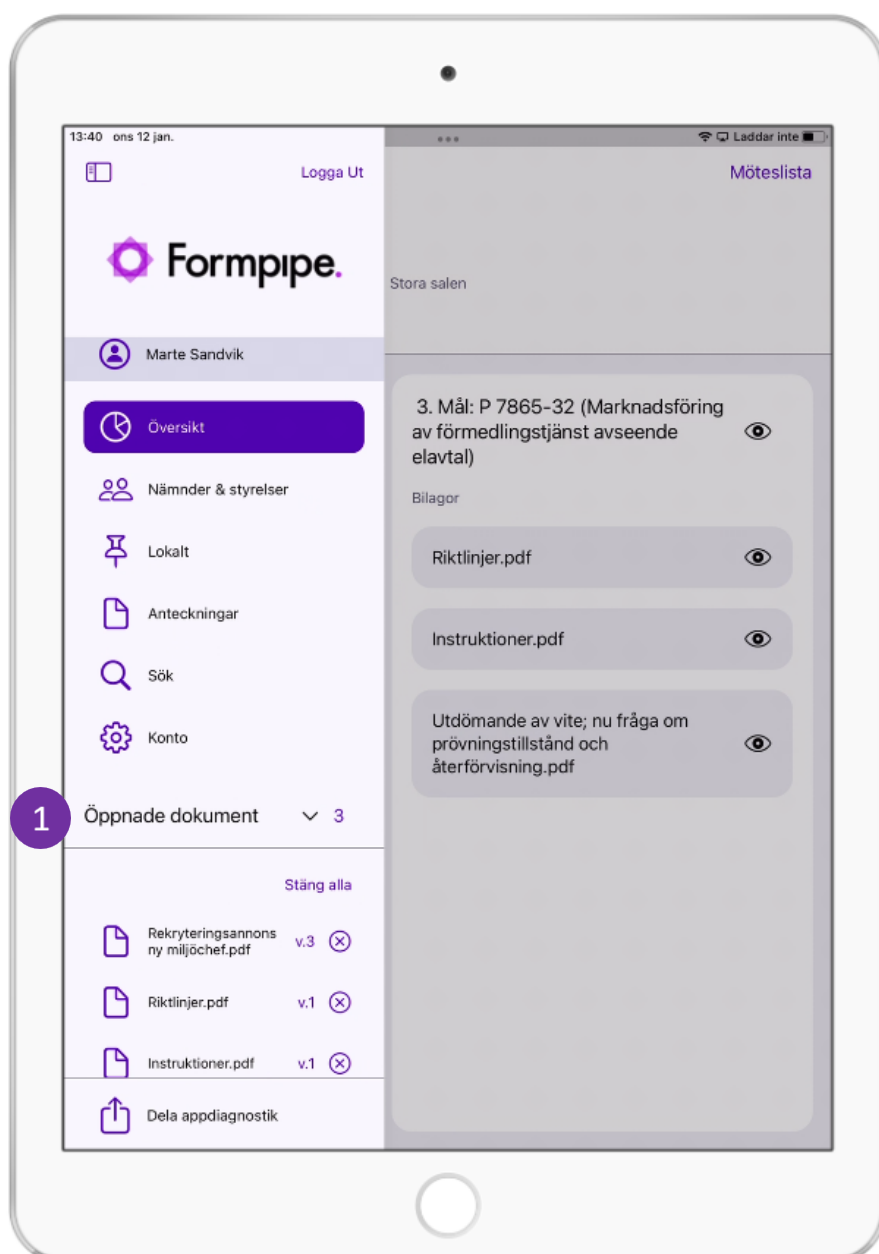 13:40 ons 12 jan.
Laddar inte
Logga Ut
Möteslista
Formpipe.
Stora salen
Marte Sandvik
Översikt
Nämnder & styrelser
Lokalt
Anteckningar
Sök
Konto
1
Öppnade dokument 3
Stäng alla
Rekryteringsannons
ny miljöchef.pdf
v.3
Riktlinjer.pdf v.1
Instruktioner.pdf v.1
Dela appdiagnostik
3. Mål: P 7865-32 (Marknadsföring
av förmedlingstjänst avseende
elavtal)
Bilagor
Riktlinjer.pdf
Instruktioner.pdf
Utdömande av vite; nu fråga om
prövningstillstånd och
återförvisning.pdf